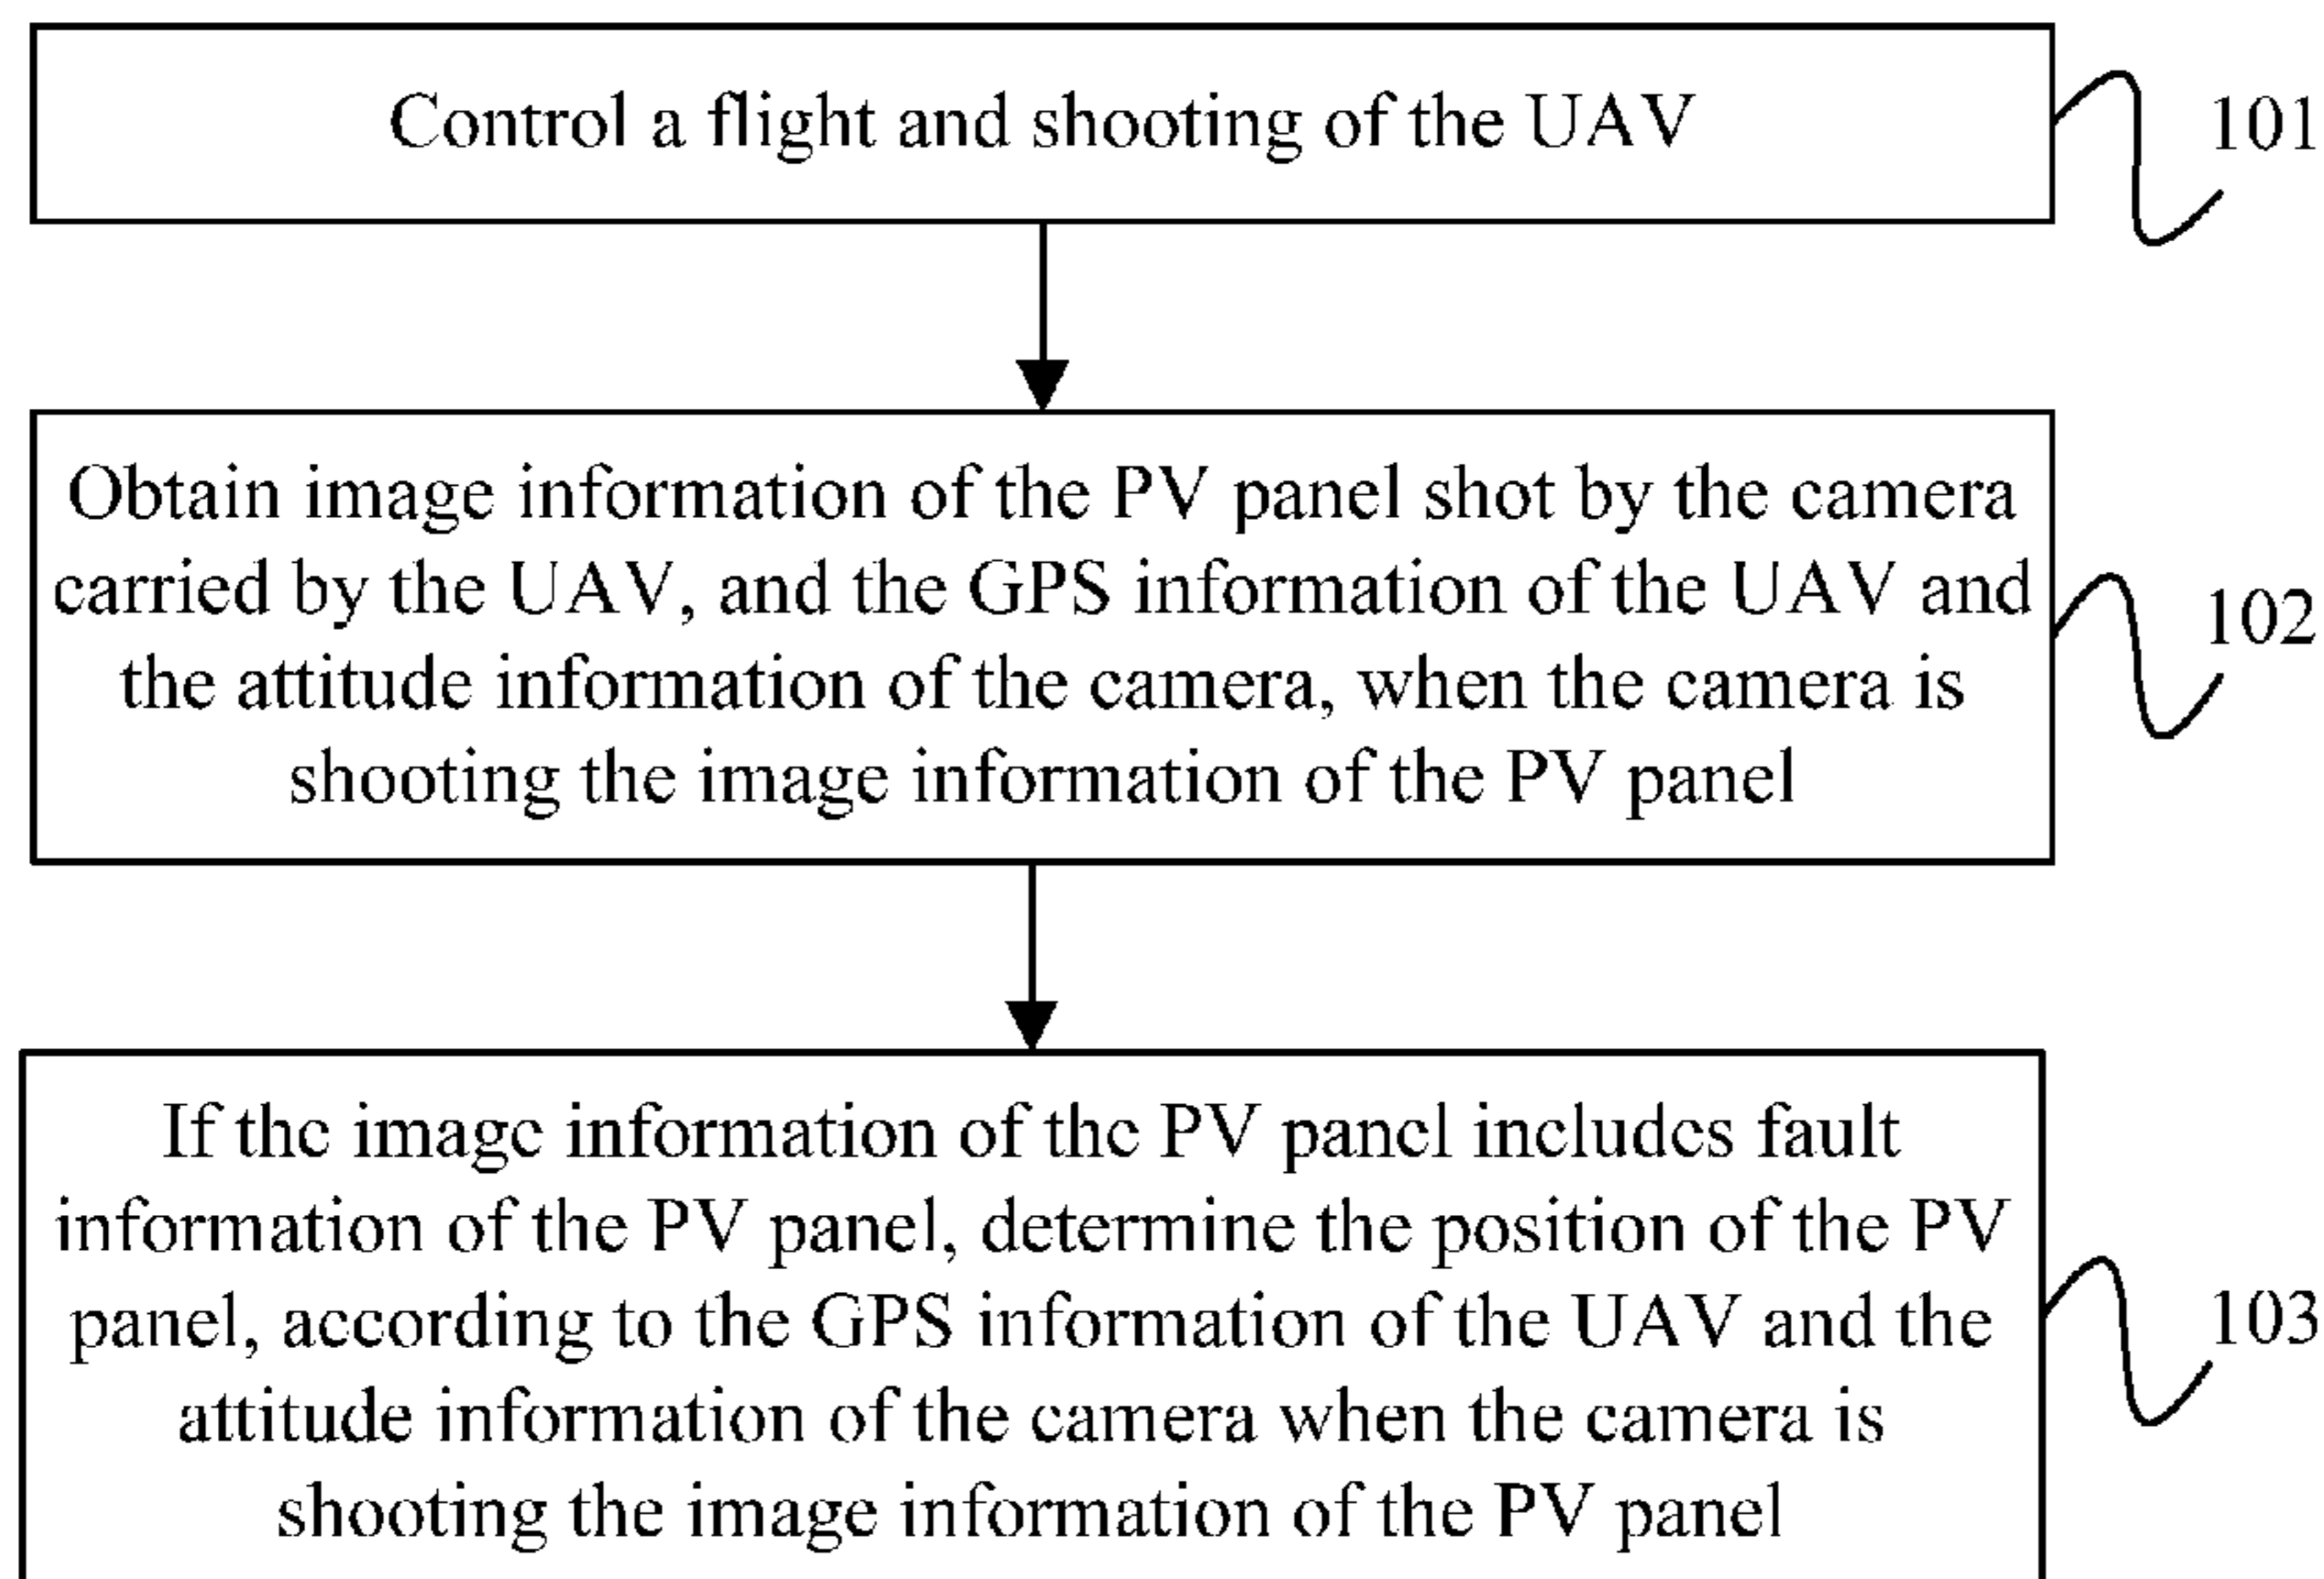 Control a flight and shooting of the UAV
101
Obtain image information of the PV panel shot by the camera
carried by the UAV, and the GPS information of the UAV and
the attitude information of the camera, when the camera is
shooting the image information of the PV panel
102
If the image information of the PV panel includes fault
information of the PV panel, determine the position of the PV
panel, according to the GPS information of the UAV and the
attitude information of the camera when the camera is
shooting the image information of the PV panel
103